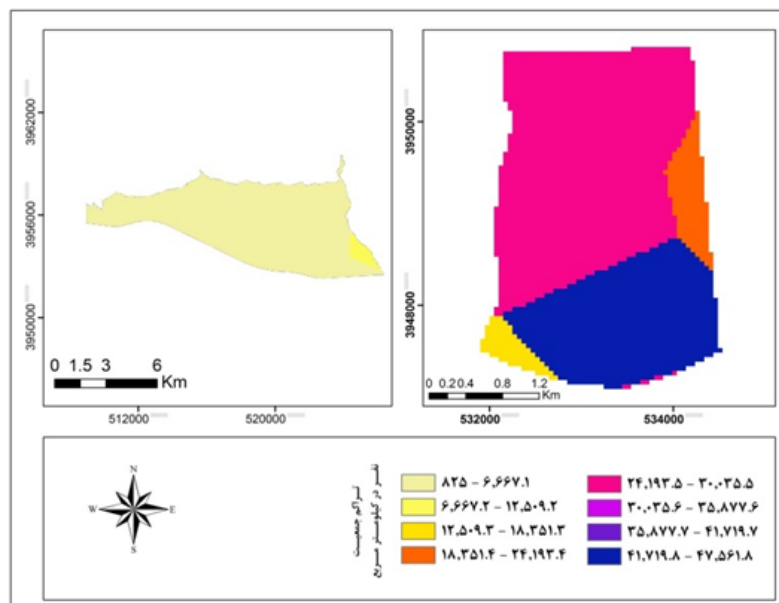 3962000
3956000
3950000
0 1.5 3 6
Km
512000 520000
3950000
3948000
0 0.20.4 0.8 1.2
Km
532000 534000
N
W E
S
تراکم جمعیت
نفر در کیلومتر مربع
۸۲۵ - ۶,۶۶۷.۱
۶,۶۶۷.۲ - ۱۲,۵۰۹.۲
۱۲,۵۰۹.۳ - ۱۸,۳۵۱.۳
۱۸,۳۵۱.۴ - ۲۴,۱۹۳.۴
۲۴,۱۹۳.۵ - ۳۰,۰۳۵.۵
۳۰,۰۳۵.۶ - ۳۵,۸۷۷.۶
۳۵,۸۷۷.۷ - ۴۱,۷۱۹.۷
۴۱,۷۱۹.۸ - ۴۷,۵۶۱.۸